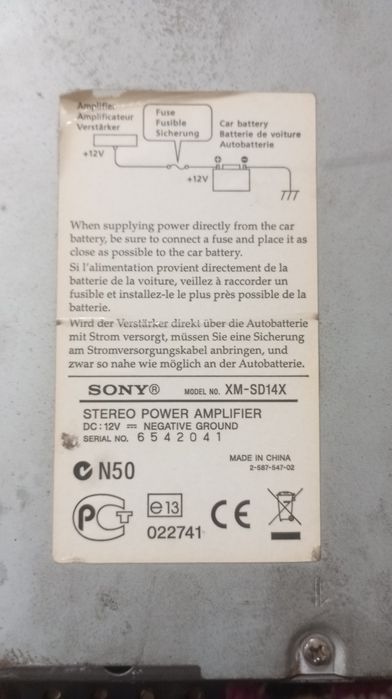 Amplifier
Amplificateur
Verstärker
+12V
Fuse
Fusible
Sicherung
Car battery
Batterie de voiture
Autobatterie
+12V
When supplying power directly from the car
battery, be sure to connect a fuse and place it as
close as possible to the car battery.
Si l'alimentation provient directement de la
batterie de la voiture, veillez à raccorder un
fusible et installez-le le plus près possible de la
batterie.
Wird der Verstärker direkt über die Autobatterie
mit Strom versorgt, müssen Sie eine Sicherung
am Stromversorgungskabel anbringen, und
zwar so nahe wie möglich an der Autobatterie.
SONY® MODEL NO. XM-SD14X
STEREO POWER AMPLIFIER
DC:12V ⎓ NEGATIVE GROUND
SERIAL NO. 6542041
N50
MADE IN CHINA
2-587-547-02
PCT
e13
022741
CE